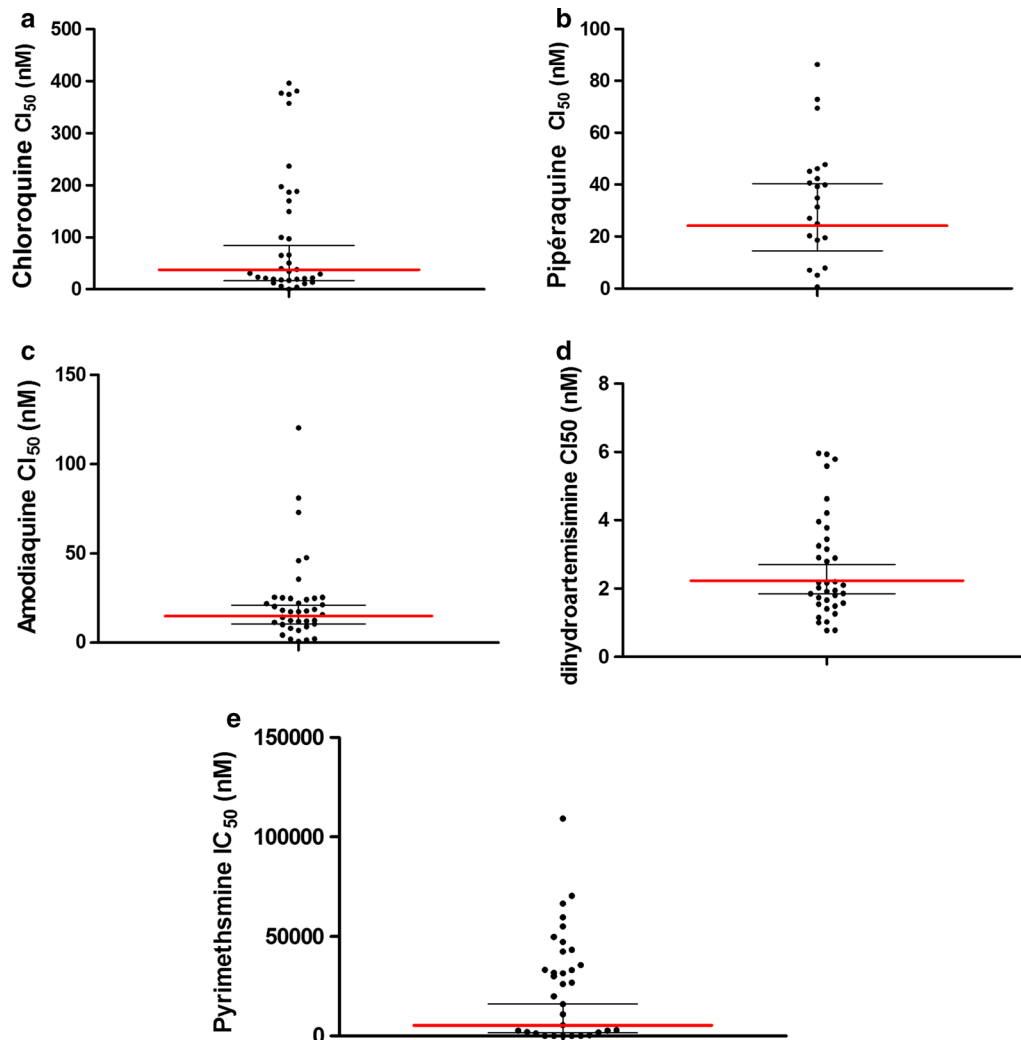 a
Chloroquine CI50 (nM)
500
400
300
200
100
0
b
Pipéraquine CI50 (nM)
100
80
60
40
20
0
c
Amodiaquine CI50 (nM)
150
100
50
0
d
dihydroartemisimine CI50 (nM)
8
6
4
2
0
e
Pyrimethsmine IC50 (nM)
150000
100000
50000
0